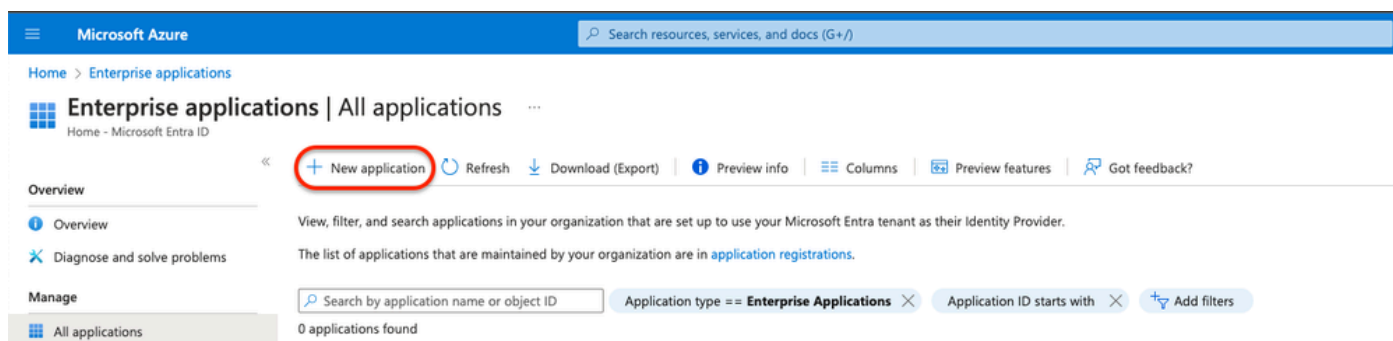 Microsoft Azure
Search resources, services, and docs (G+/)
Home > Enterprise applications
Enterprise applications | All applications ...
Home - Microsoft Entra ID
New application Refresh Download (Export) Preview info Columns Preview features Got feedback?
Overview
Overview
Diagnose and solve problems
Manage
All applications
View, filter, and search applications in your organization that are set up to use your Microsoft Entra tenant as their Identity Provider.
The list of applications that are maintained by your organization are in application registrations.
Search by application name or object ID
Application type == Enterprise Applications
Application ID starts with
Add filters
0 applications found